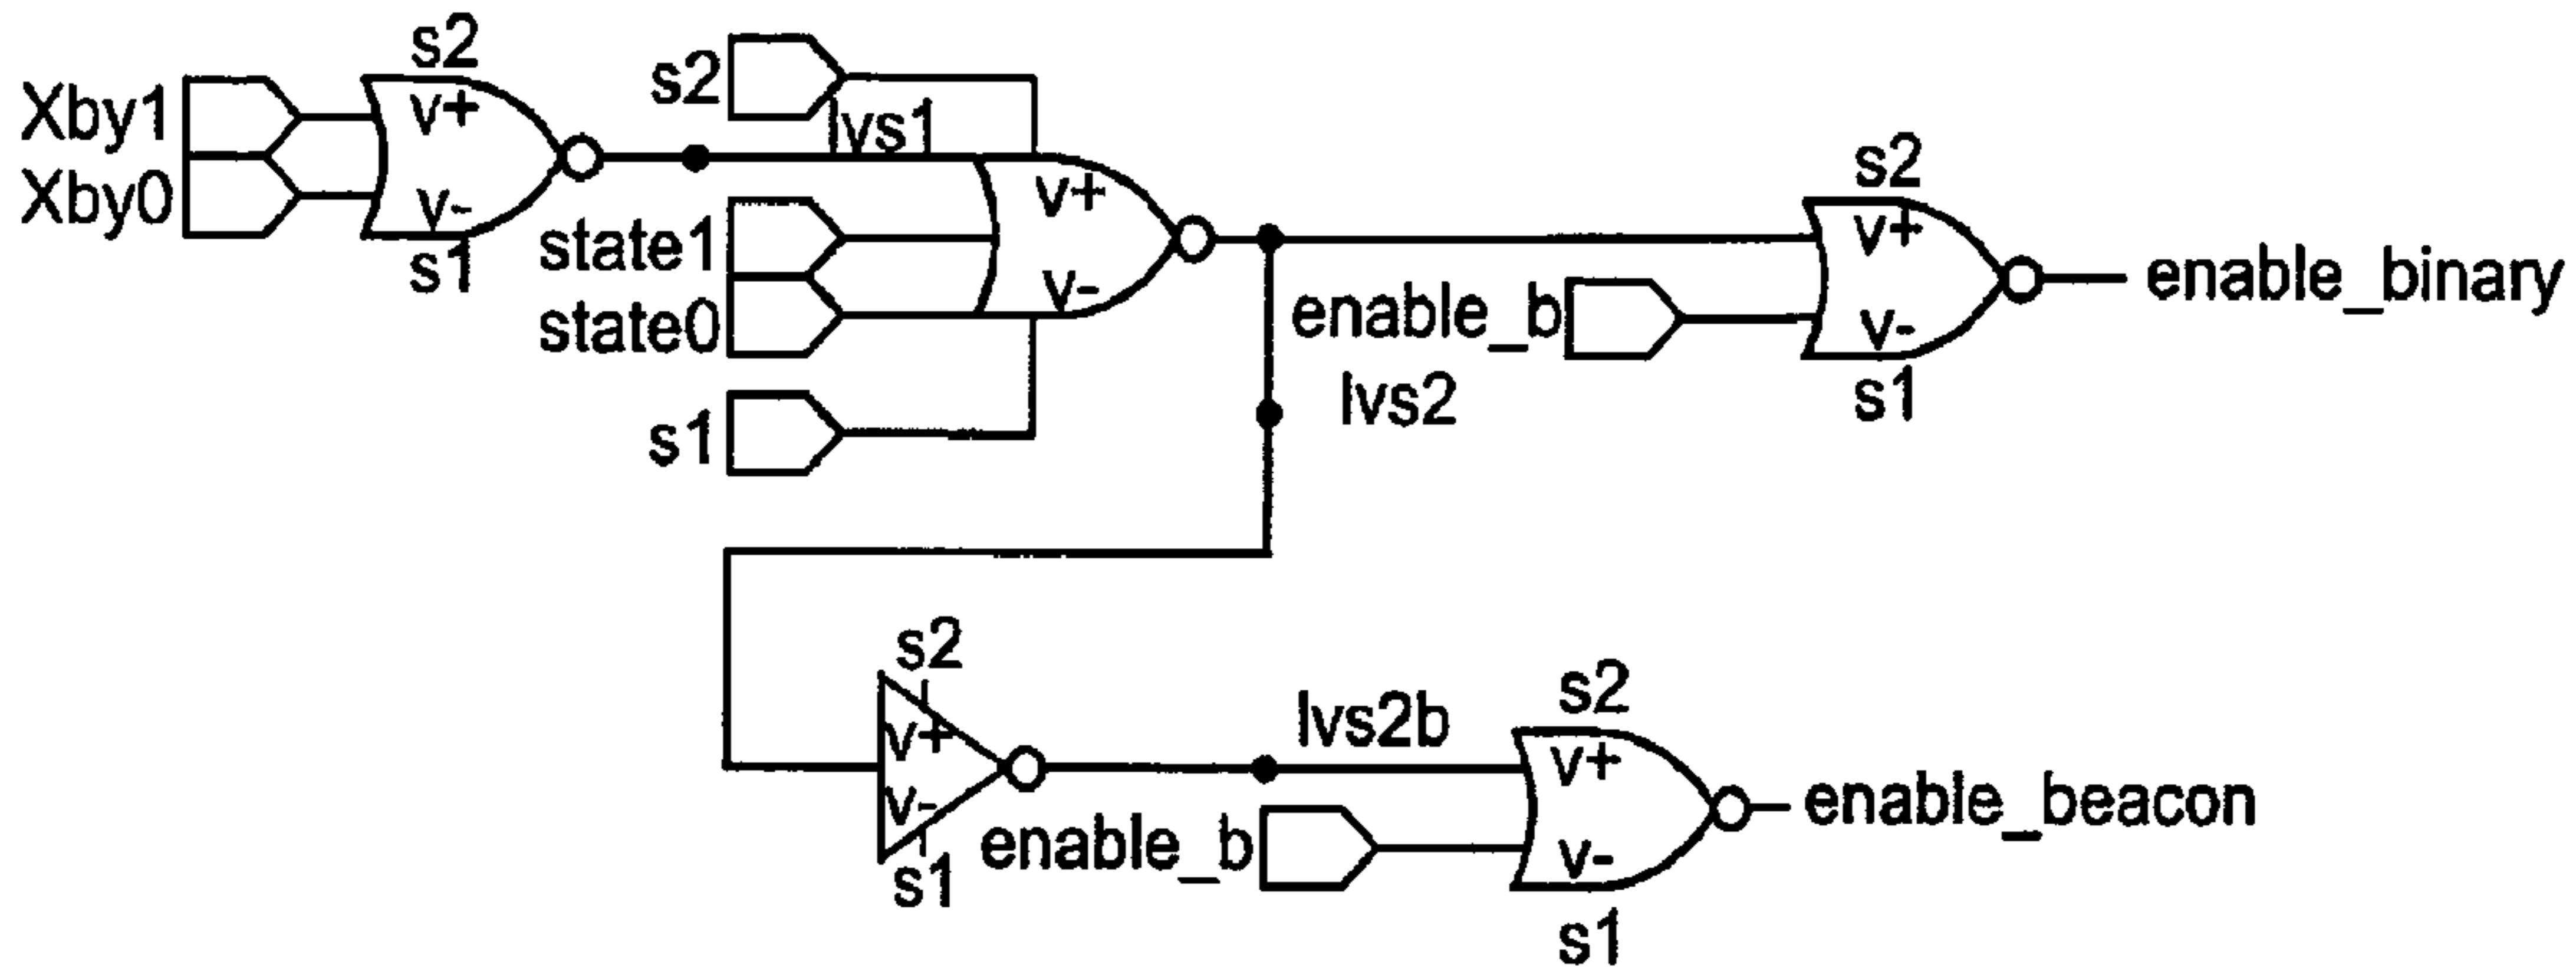 s2
Xby1
v+
Xby0
v-
s1
s2
lvs1
v+
state1
state0
v-
s1
s2
v+
enable_b
v-
s1
enable_binary
lvs2
s2
v+
v-
s1
lvs2b
enable_b
s2
v+
v-
s1
enable_beacon